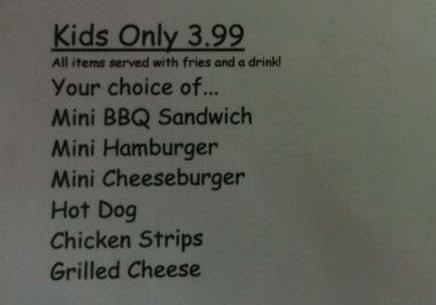 Kids Only 3.99
All items served with fries and a drink!
Your choice of...
Mini BBQ Sandwich
Mini Hamburger
Mini Cheeseburger
Hot Dog
Chicken Strips
Grilled Cheese